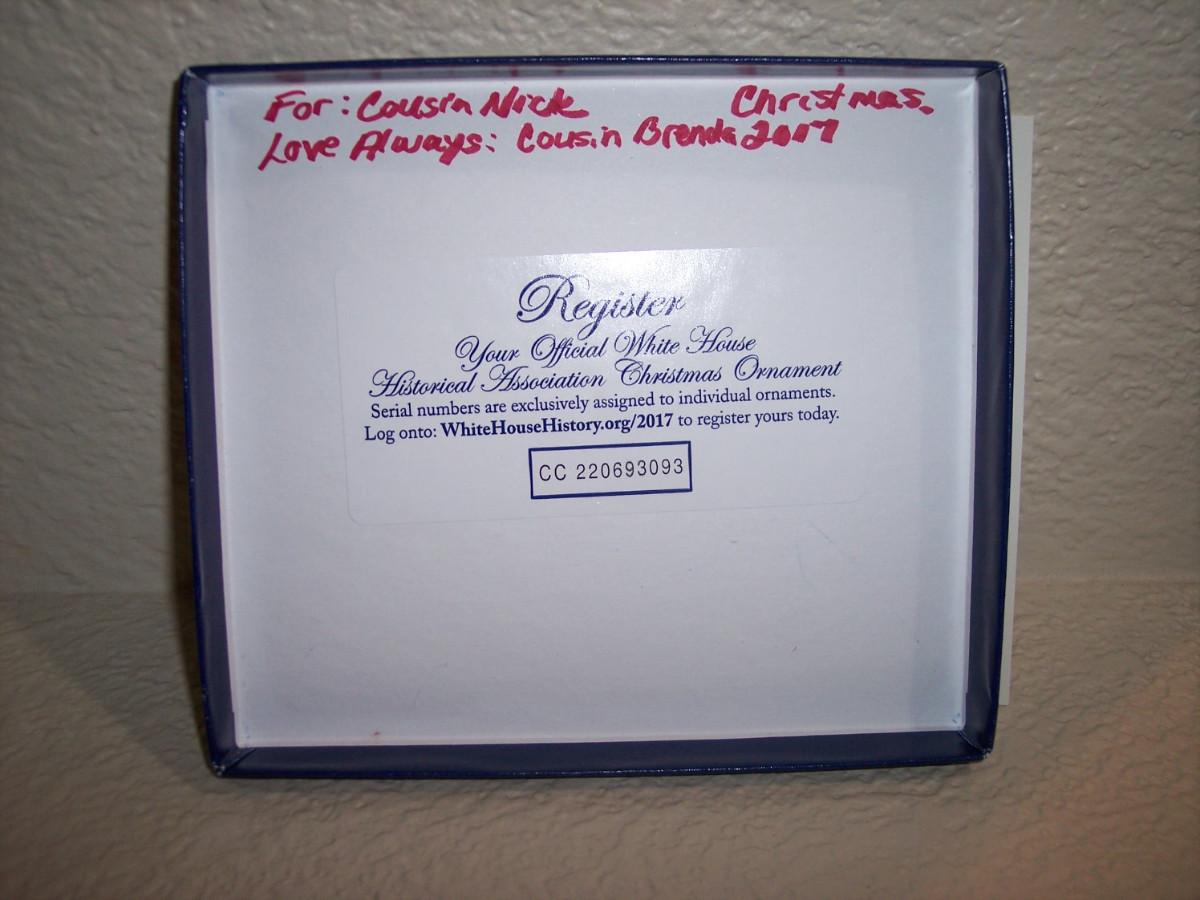 For: Cousin Nick Christmas.
Love Always: Cousin Brenda 2017
Register
Your Official White House
Historical Association Christmas Ornament
Serial numbers are exclusively assigned to individual ornaments.
Log onto: WhiteHouseHistory.org/2017 to register yours today.
CC 220693093